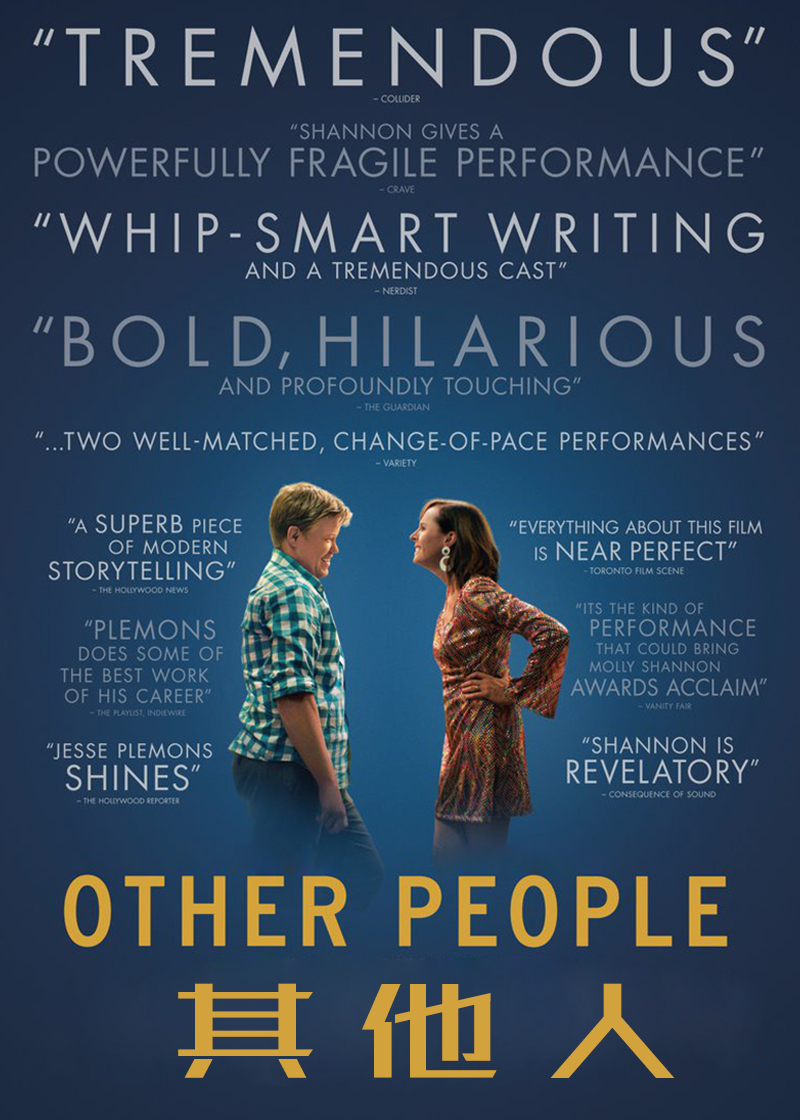 “TREMENDOUS”
– COLLIDER
“SHANNON GIVES A
POWERFULLY FRAGILE PERFORMANCE”
– CRAVE
“WHIP-SMART WRITING
AND A TREMENDOUS CAST”
– NERDIST
“BOLD, HILARIOUS
AND PROFOUNDLY TOUCHING”
– THE GUARDIAN
“...TWO WELL-MATCHED, CHANGE-OF-PACE PERFORMANCES”
– VARIETY
“A SUPERB PIECE
OF MODERN
STORYTELLING”
– THE HOLLYWOOD NEWS
“PLEMONS
DOES SOME OF
THE BEST WORK
OF HIS CAREER”
– THE PLAYLIST, INDIEWIRE
“JESSE PLEMONS
SHINES”
– THE HOLLYWOOD REPORTER
“EVERYTHING ABOUT THIS FILM
IS NEAR PERFECT”
- TORONTO FILM SCENE
“ITS THE KIND OF
PERFORMANCE
THAT COULD BRING
MOLLY SHANNON
AWARDS ACCLAIM”
– VANITY FAIR
“SHANNON IS
REVELATORY”
– CONSEQUENCE OF SOUND
OTHER PEOPLE
其他人